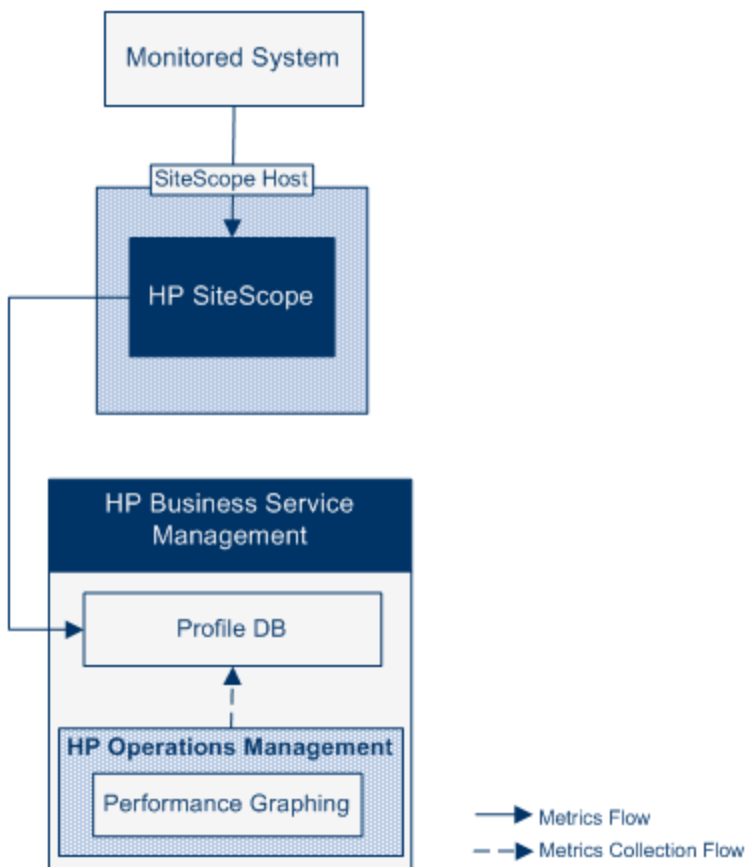 Monitored System
SiteScope Host
HP SiteScope
HP Business Service
Management
Profile DB
HP Operations Management
Performance Graphing
Metrics Flow
Metrics Collection Flow